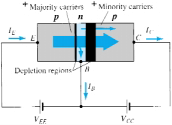 + Majority carriers
+ Minority carriers
p n p
I_E
I_C
E
C
B
Depletion regions
I_B
V_EE
V_CC